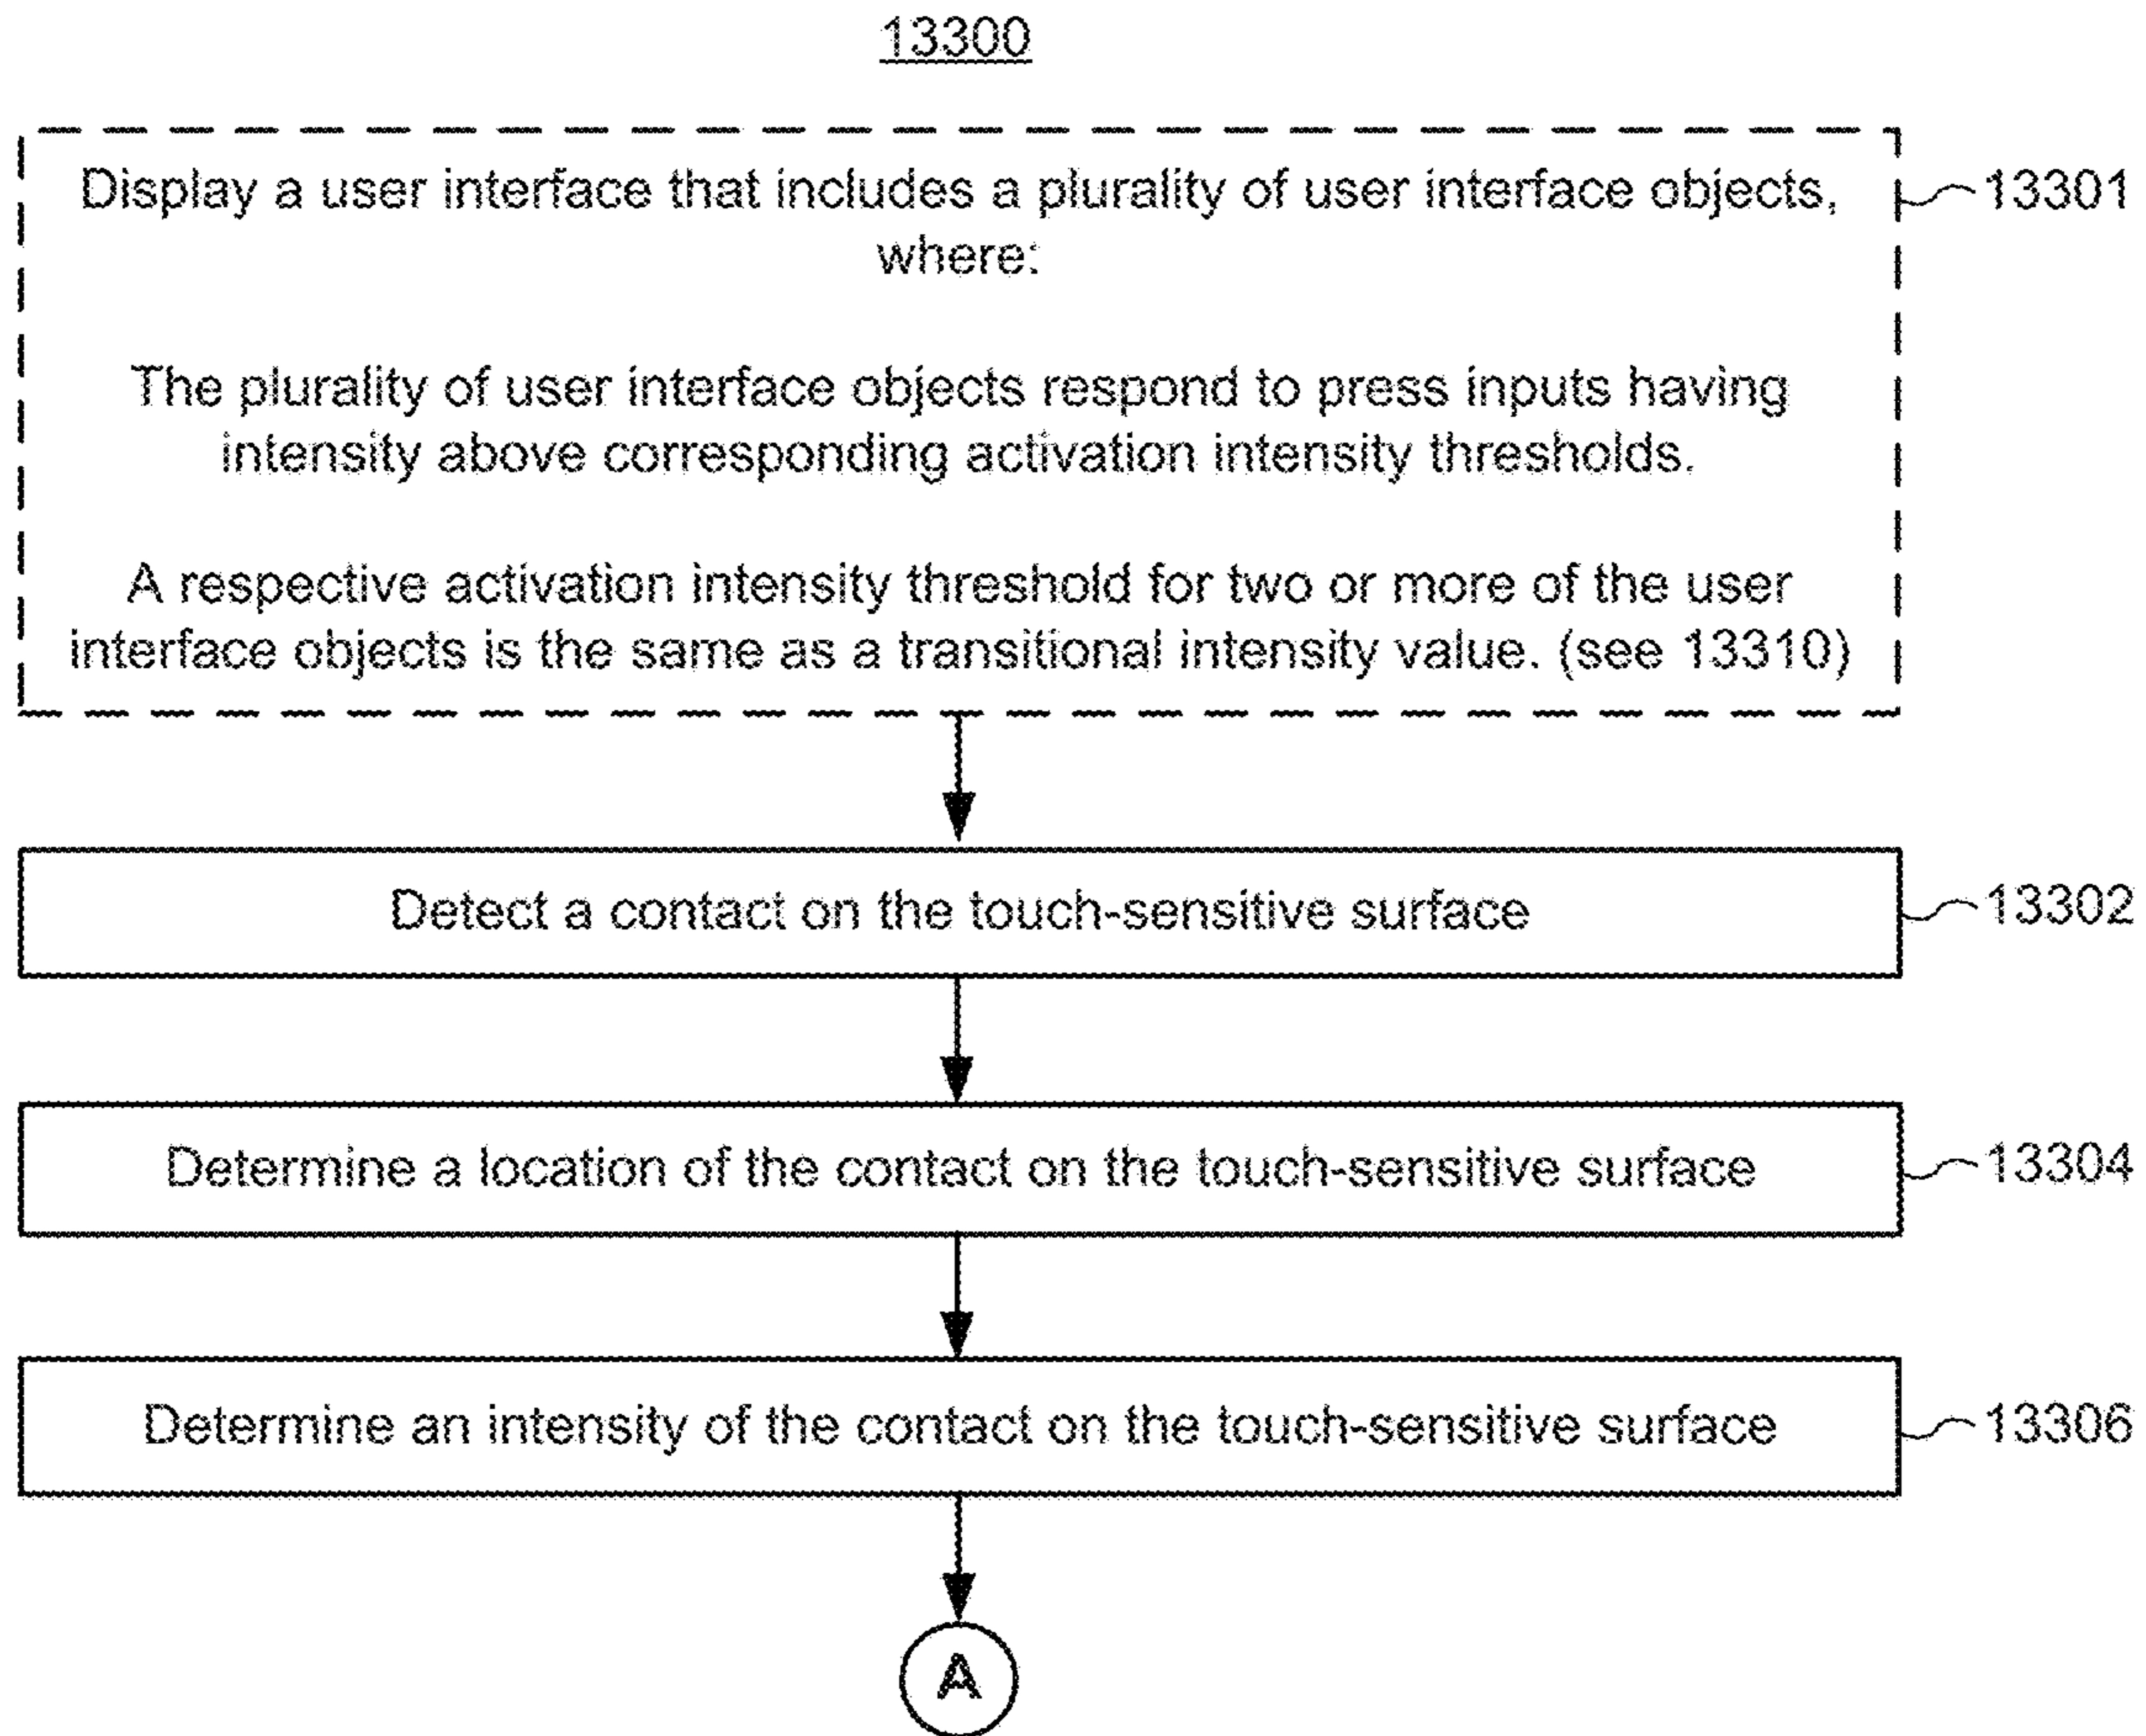 13300
Display a user interface that includes a plurality of user interface objects,
where:
13301
The plurality of user interface objects respond to press inputs having
intensity above corresponding activation intensity thresholds.
A respective activation intensity threshold for two or more of the user
interface objects is the same as a transitional intensity value. (see 13310)
Detect a contact on the touch-sensitive surface
13302
Determine a location of the contact on the touch-sensitive surface
13304
Determine an intensity of the contact on the touch-sensitive surface
13306
A